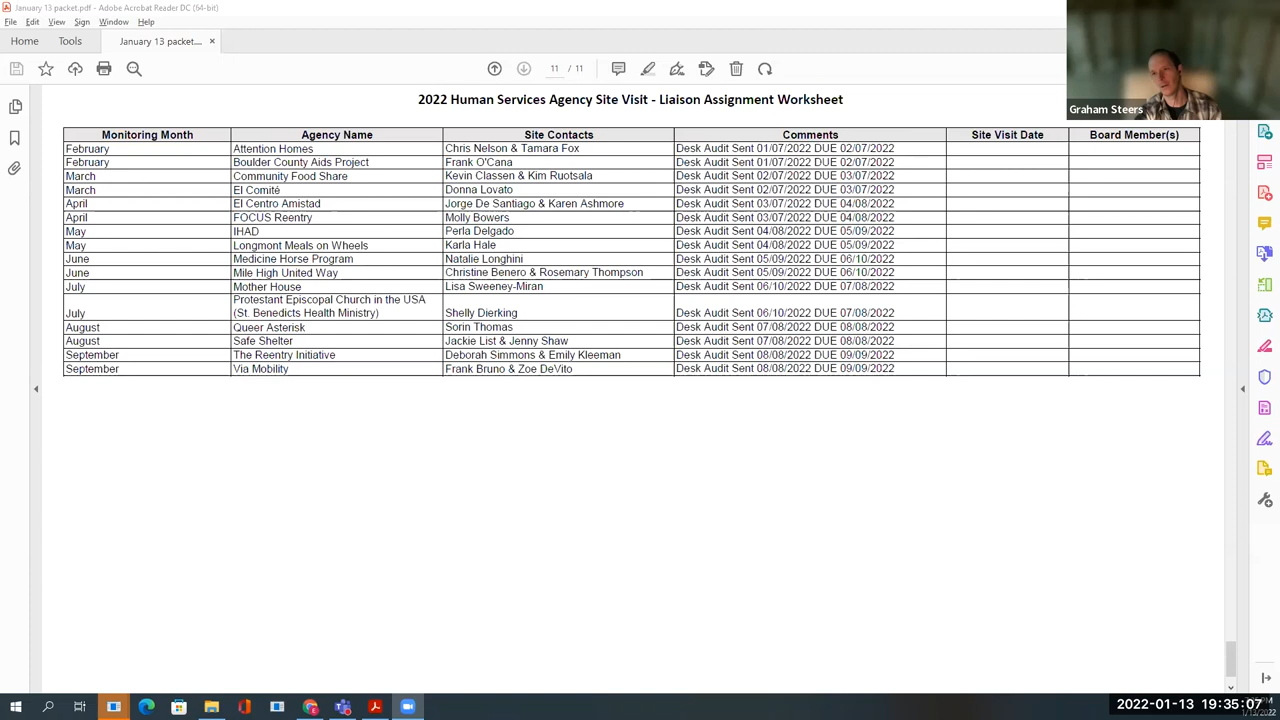 January 13 packet.pdf - Adobe Acrobat Reader DC (64-bit)
File Edit View Sign Window Help
Home Tools January 13 packet.... ×
11 / 11
Graham Steers
2022 Human Services Agency Site Visit - Liaison Assignment Worksheet
Monitoring Month Agency Name Site Contacts Comments Site Visit Date Board Member(s)
February Attention Homes Chris Nelson & Tamara Fox Desk Audit Sent 01/07/2022 DUE 02/07/2022
February Boulder County Aids Project Frank O'Cana Desk Audit Sent 01/07/2022 DUE 02/07/2022
March Community Food Share Kevin Classen & Kim Ruotsala Desk Audit Sent 02/07/2022 DUE 03/07/2022
March El Comité Donna Lovato Desk Audit Sent 02/07/2022 DUE 03/07/2022
April El Centro Amistad Jorge De Santiago & Karen Ashmore Desk Audit Sent 03/07/2022 DUE 04/08/2022
April FOCUS Reentry Molly Bowers Desk Audit Sent 03/07/2022 DUE 04/08/2022
May IHAD Perla Delgado Desk Audit Sent 04/08/2022 DUE 05/09/2022
May Longmont Meals on Wheels Karla Hale Desk Audit Sent 04/08/2022 DUE 05/09/2022
June Medicine Horse Program Natalie Longhini Desk Audit Sent 05/09/2022 DUE 06/10/2022
June Mile High United Way Christine Benero & Rosemary Thompson Desk Audit Sent 05/09/2022 DUE 06/10/2022
July Mother House Lisa Sweeney-Miran Desk Audit Sent 06/10/2022 DUE 07/08/2022
Protestant Episcopal Church in the USA
July (St. Benedicts Health Ministry) Shelly Dierking Desk Audit Sent 06/10/2022 DUE 07/08/2022
August Queer Asterisk Sorin Thomas Desk Audit Sent 07/08/2022 DUE 08/08/2022
August Safe Shelter Jackie List & Jenny Shaw Desk Audit Sent 07/08/2022 DUE 08/08/2022
September The Reentry Initiative Deborah Simmons & Emily Kleeman Desk Audit Sent 08/08/2022 DUE 09/09/2022
September Via Mobility Frank Bruno & Zoe DeVito Desk Audit Sent 08/08/2022 DUE 09/09/2022
2022-01-13 19:35:07
1/13/2022